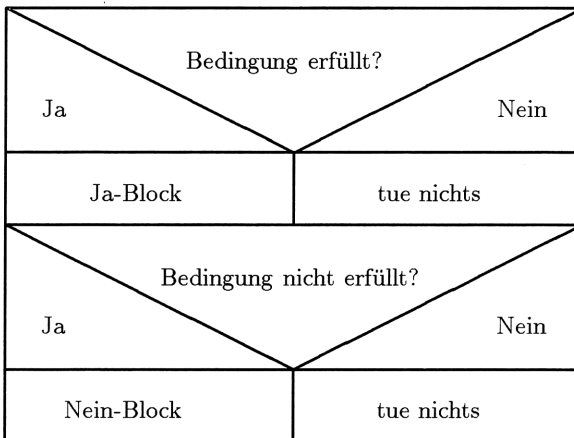 Bedingung erfüllt?
Ja
Nein
Ja-Block
tue nichts
Bedingung nicht erfüllt?
Ja
Nein
Nein-Block
tue nichts